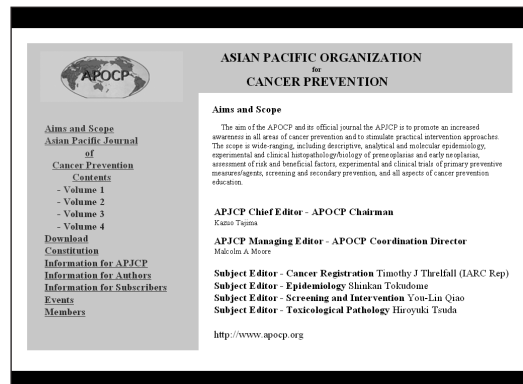 APOCP
ASIAN PACIFIC ORGANIZATION
for
CANCER PREVENTION
Aims and Scope
Asian Pacific Journal
of
Cancer Prevention
Contents
- Volume 1
- Volume 2
- Volume 3
- Volume 4
Download
Constitution
Information for APJCP
Information for Authors
Information for Subscribers
Events
Members
Aims and Scope
The aim of the APOCP and its official journal the APJCP is to promote an increased
awareness in all areas of cancer prevention and to stimulate practical intervention approaches.
The scope is wide-ranging, including descriptive, analytical and molecular epidemiology,
experimental and clinical histopathology/biology of preneoplasias and early neoplasias,
assessment of risk and beneficial factors, experimental and clinical trials of primary preventive
measures/agents, screening and secondary prevention, and all aspects of cancer prevention
education.
APJCP Chief Editor - APOCP Chairman
Kazuo Tajima
APJCP Managing Editor - APOCP Coordination Director
Malcolm A Moore
Subject Editor - Cancer Registration Timothy J Threlfall (IARC Rep)
Subject Editor - Epidemiology Shinkan Tokudome
Subject Editor - Screening and Intervention You-Lin Qiao
Subject Editor - Toxicological Pathology Hiroyuki Tsuda
http://www.apocp.org